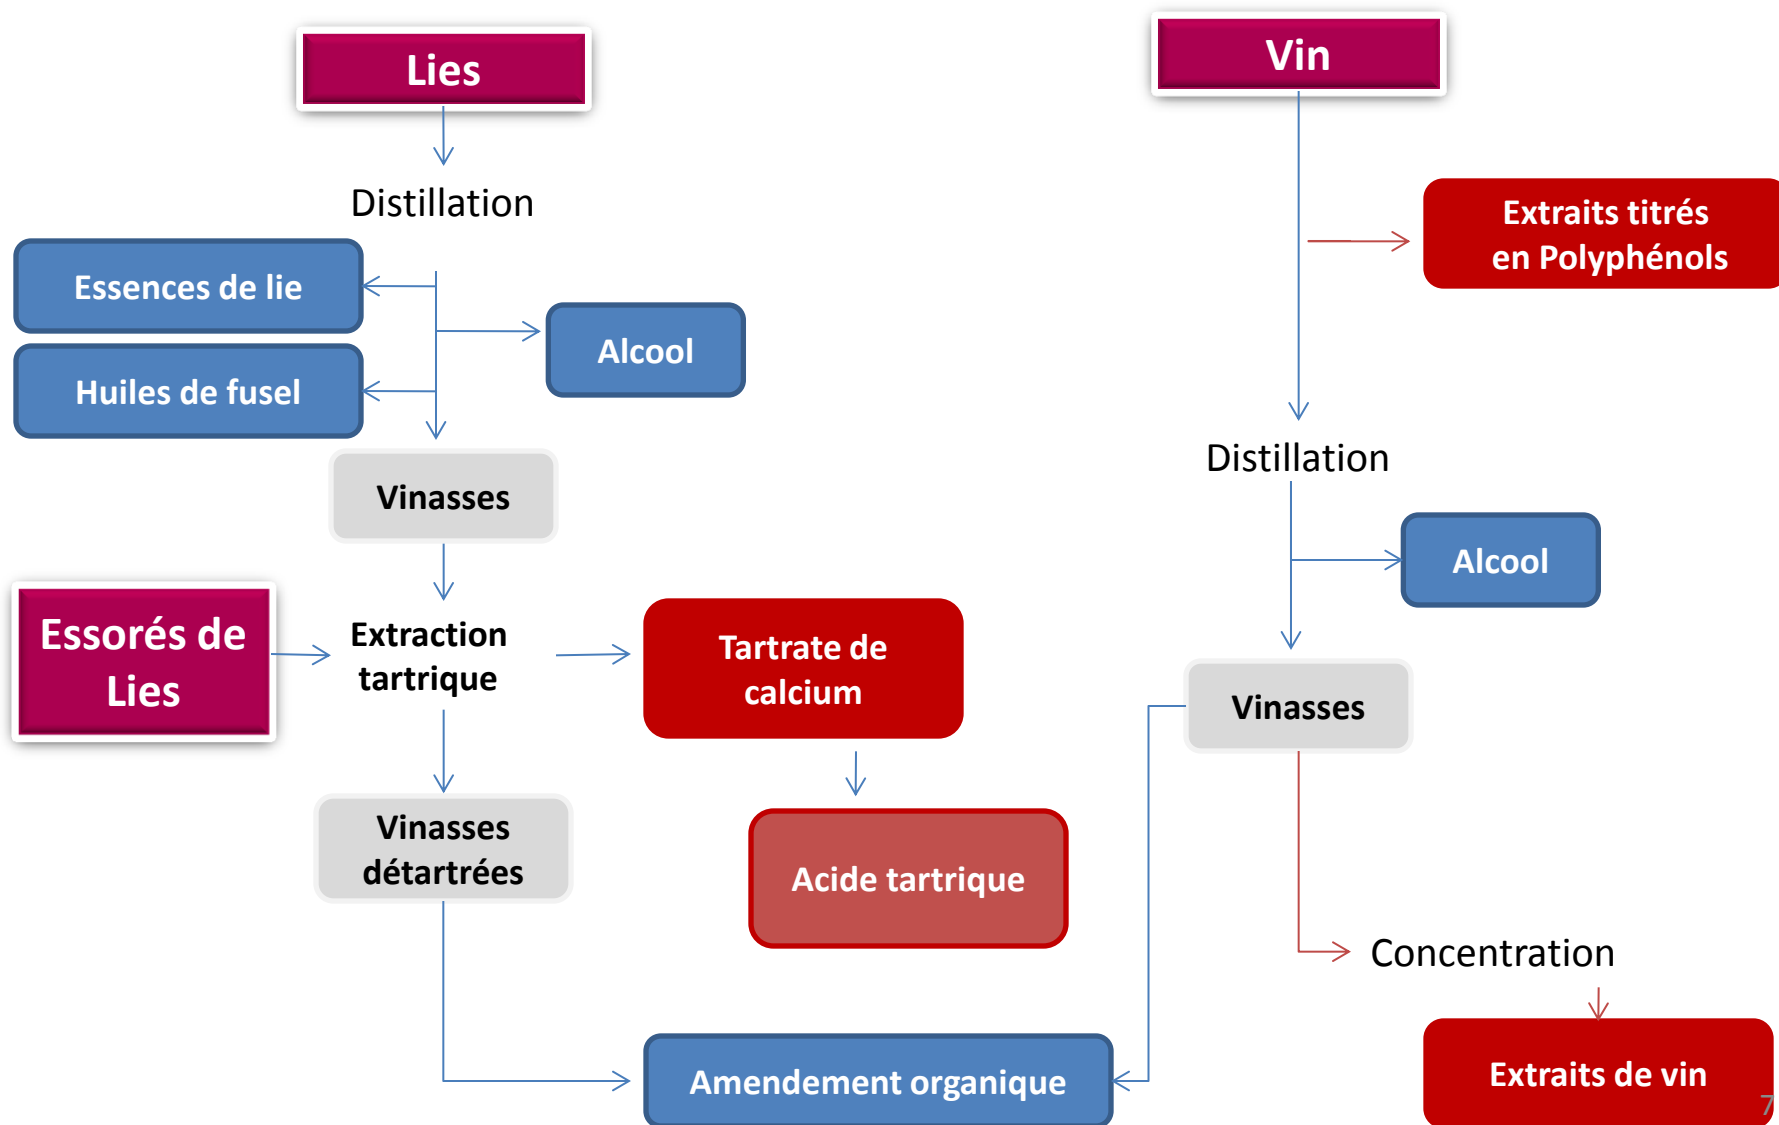 Lies
Vin
Distillation
Extraits titrés
en Polyphénols
Essences de lie
Alcool
Huiles de fusel
Distillation
Vinasses
Alcool
Essorés de
Lies
Extraction
tartrique
Tartrate de
calcium
Vinasses
Vinasses
détartrées
Acide tartrique
Concentration
Amendement organique
Extraits de vin
7